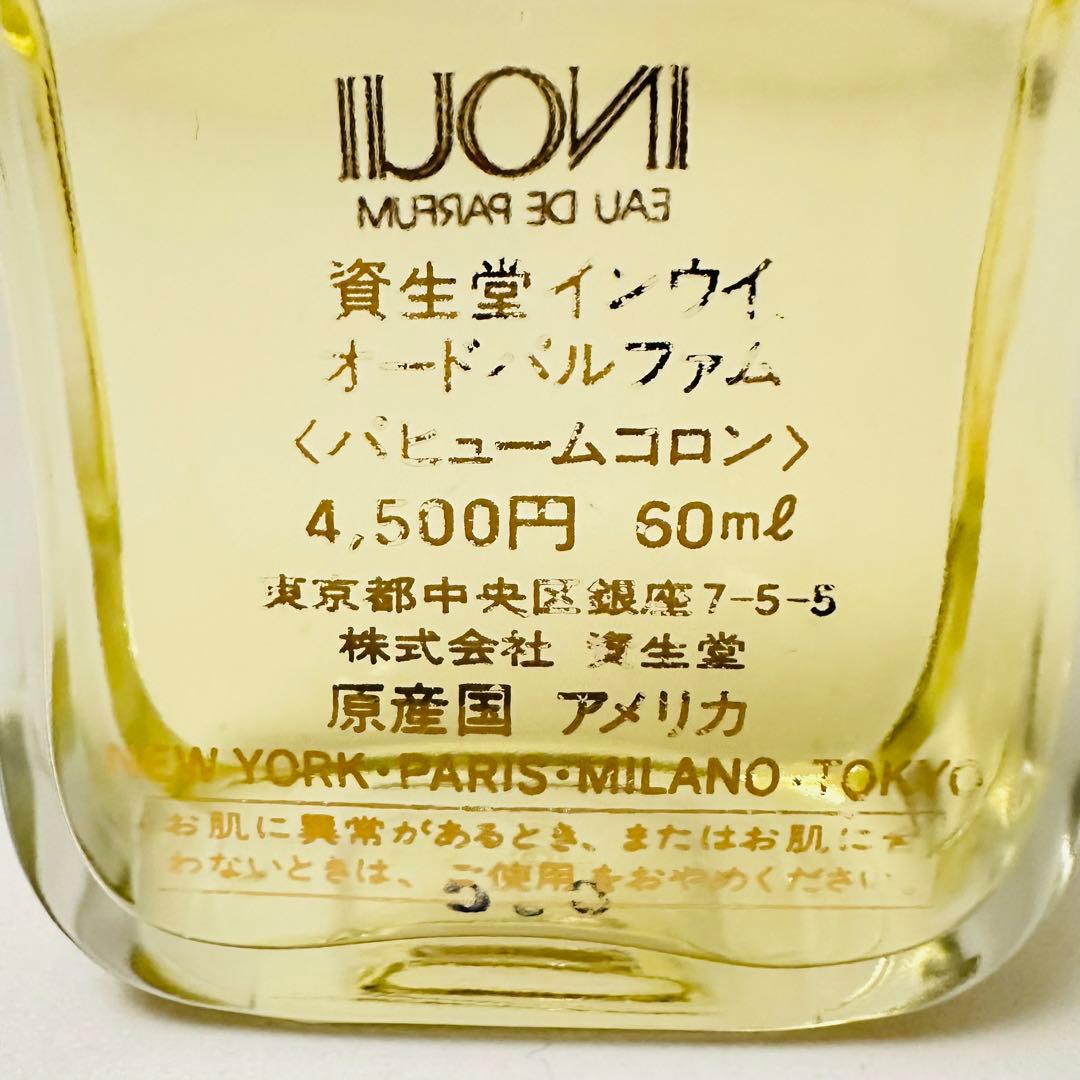 INOUI
EAU DE PARFUM
資生堂インウイ
オードパルファム
〈パヒュームコロン〉
4,500円 60ml
東京都中央区銀座7-5-5
株式会社 資生堂
原産国 アメリカ
NEW YORK・PARIS・MILANO・TOKYO
お肌に異常があるとき、またはお肌に
わないときは、ご使用をおやめください